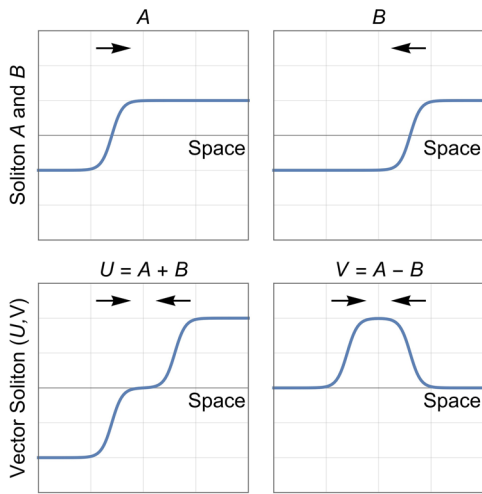 A
B
Soliton A and B
Space
Space
U = A + B
V = A − B
Vector Soliton (U,V)
Space
Space